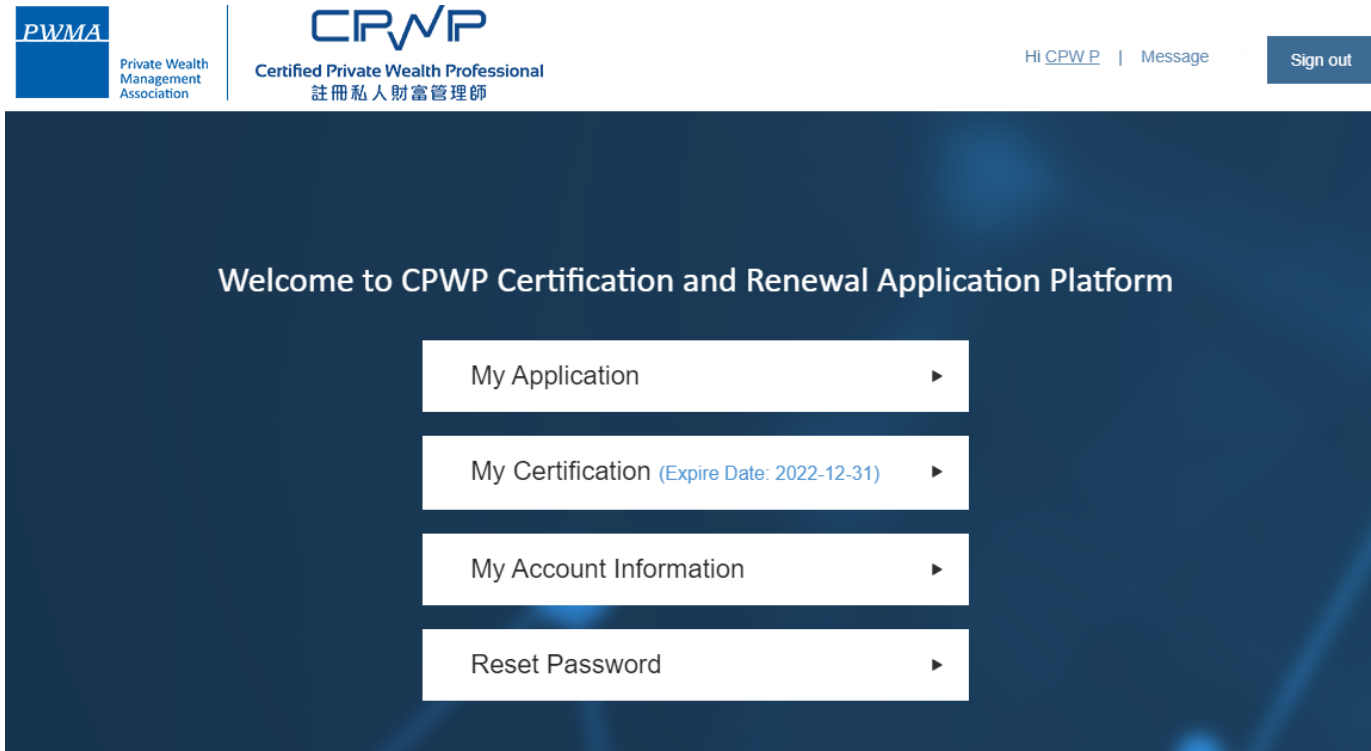 PWMA
Private Wealth
Management
Association
CPWP
Certified Private Wealth Professional
註冊私人財富管理師
Hi CPW P | Message
Sign out
Welcome to CPWP Certification and Renewal Application Platform
My Application
My Certification (Expire Date: 2022-12-31)
My Account Information
Reset Password